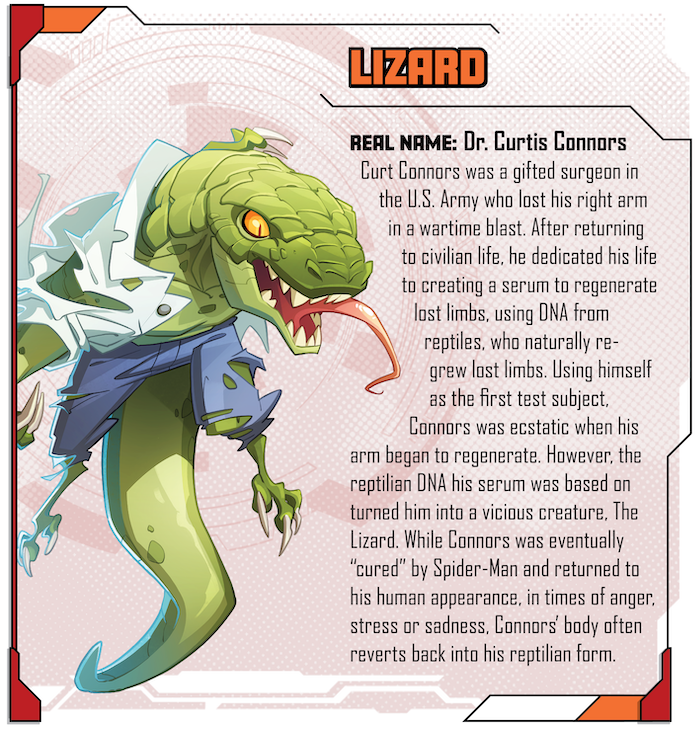 LIZARD
REAL NAME: Dr. Curtis Connors
Curt Connors was a gifted surgeon in
the U.S. Army who lost his right arm
in a wartime blast. After returning
to civilian life, he dedicated his life
to creating a serum to regenerate
lost limbs, using DNA from
reptiles, who naturally re-
grew lost limbs. Using himself
as the first test subject,
Connors was ecstatic when his
arm began to regenerate. However, the
reptilian DNA his serum was based on
turned him into a vicious creature, The
Lizard. While Connors was eventually
“cured” by Spider-Man and returned to
his human appearance, in times of anger,
stress or sadness, Connors’ body often
reverts back into his reptilian form.